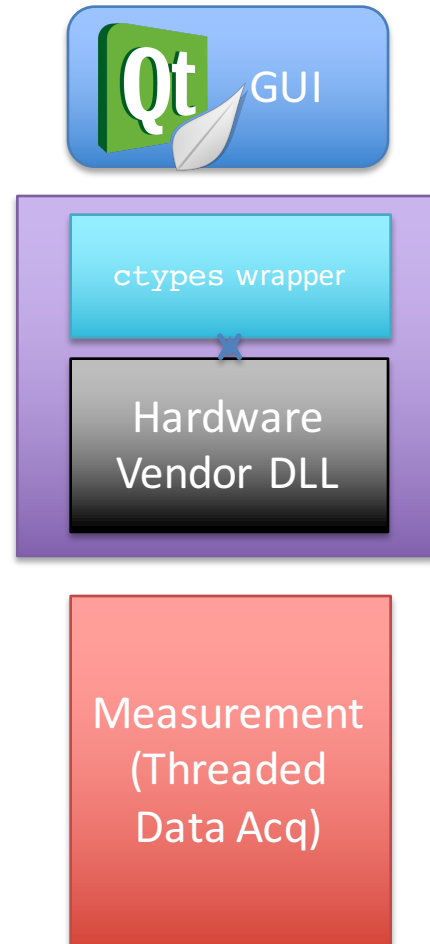 Qt GUI
ctypes wrapper
Hardware
Vendor DLL
Measurement
(Threaded
Data Acq)